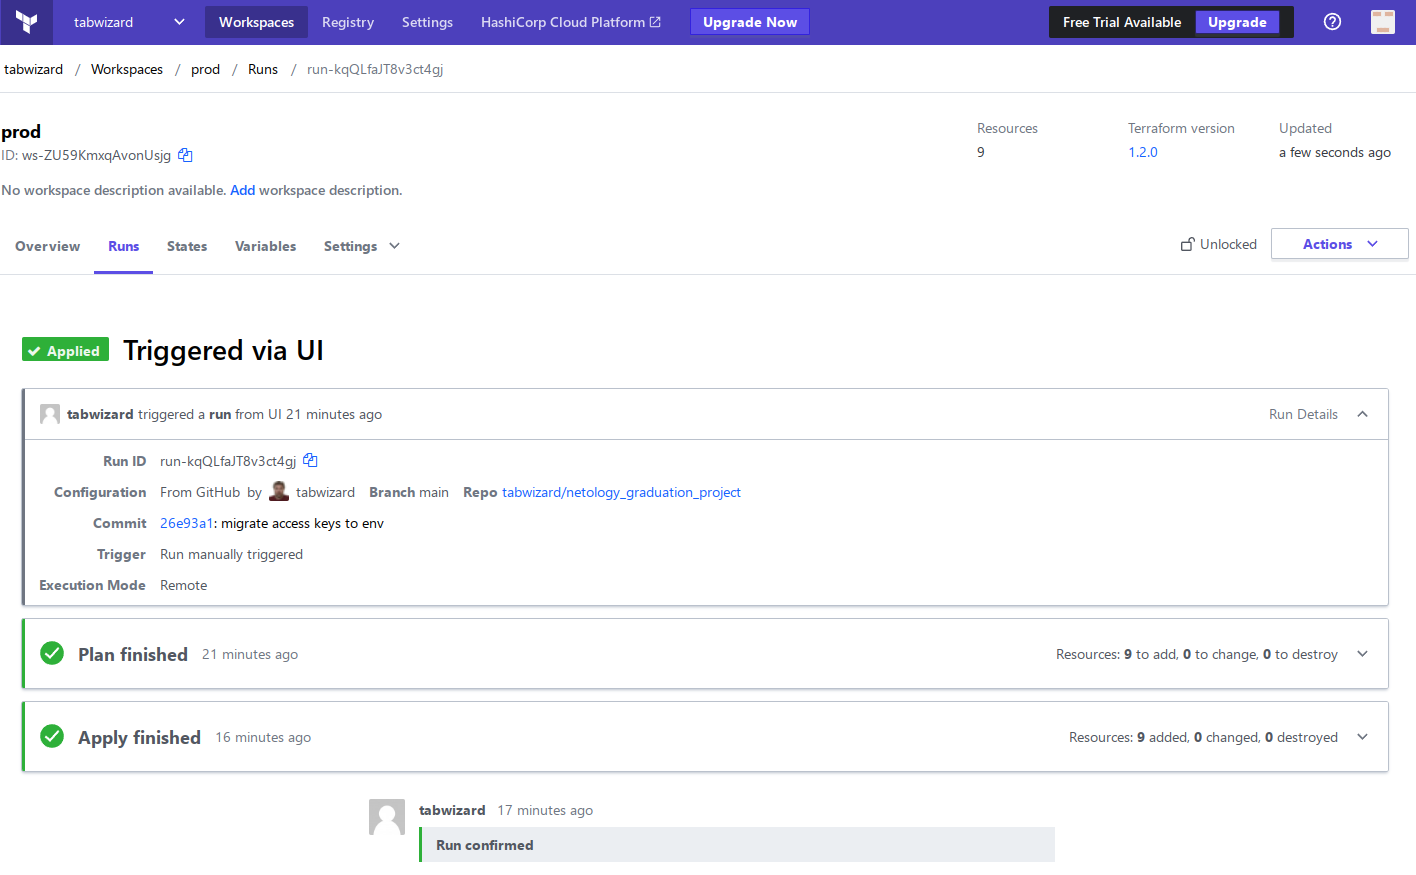 tabwizard Workspaces Registry Settings HashiCorp Cloud Platform Upgrade Now Free Trial Available Upgrade
tabwizard / Workspaces / prod / Runs / run-kqQLfaJT8v3ct4gj
prod
ID: ws-ZU59KmxqAvonUsjg
No workspace description available. Add workspace description.
Resources
9
Terraform version
1.2.0
Updated
a few seconds ago
Overview Runs States Variables Settings
Unlocked Actions
Applied Triggered via UI
tabwizard triggered a run from UI 21 minutes ago Run Details
Run ID run-kqQLfaJT8v3ct4gj
Configuration From GitHub by tabwizard Branch main Repo tabwizard/netology_graduation_project
Commit 26e93a1: migrate access keys to env
Trigger Run manually triggered
Execution Mode Remote
Plan finished 21 minutes ago Resources: 9 to add, 0 to change, 0 to destroy
Apply finished 16 minutes ago Resources: 9 added, 0 changed, 0 destroyed
tabwizard 17 minutes ago
Run confirmed